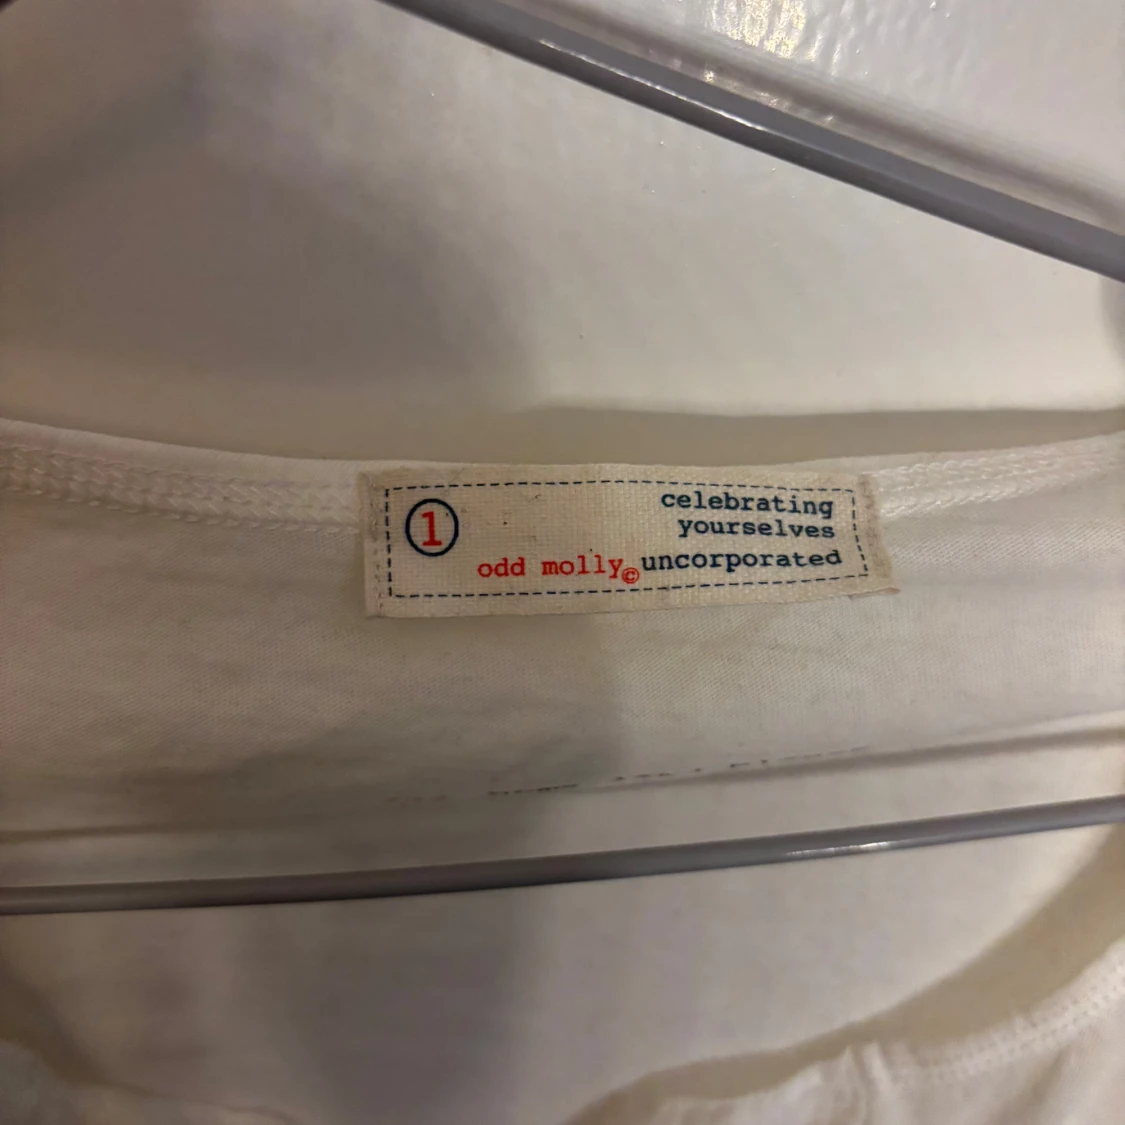 celebrating
1 yourselves
odd molly© uncorporated